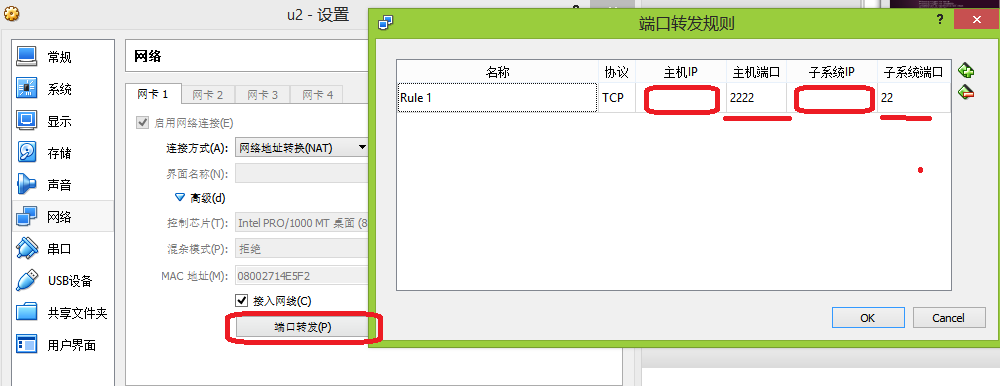 u2 - 设置
常规
系统
显示
存储
声音
网络
串口
USB设备
共享文件夹
用户界面
网络
网卡 1 网卡 2 网卡 3 网卡 4
启用网络连接(E)
连接方式(A): 网络地址转换(NAT)
界面名称(N):
高级(d)
控制芯片(T): Intel PRO/1000 MT 桌面 (8
混杂模式(P): 拒绝
MAC 地址(M): 08002714E5F2
接入网线(C)
端口转发(P)
端口转发规则
? ×
名称 协议 主机IP 主机端口 子系统IP 子系统端口
Rule 1 TCP 2222 22
OK Cancel